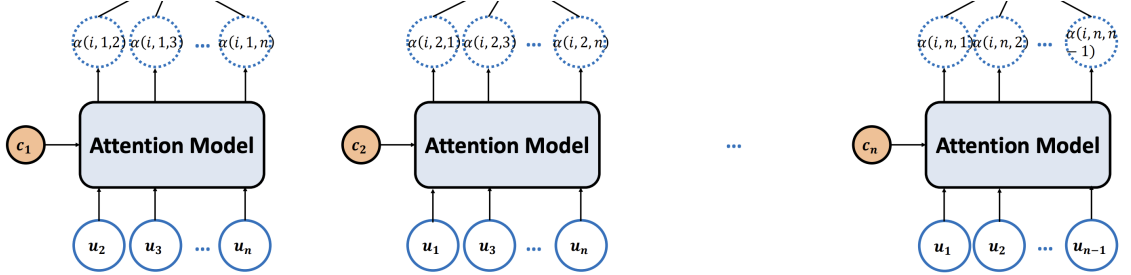 α(i, 1,2) α(i, 1,3) ... α(i, 1, n) α(i, 2,1) α(i, 2,3) ... α(i, 2, n) α(i, n, 1) α(i, n, 2) ... α(i, n, n
− 1)
c₁ Attention Model c₂ Attention Model ... cₙ Attention Model
u₂ u₃ ... uₙ u₁ u₃ ... uₙ u₁ u₂ ... uₙ₋₁